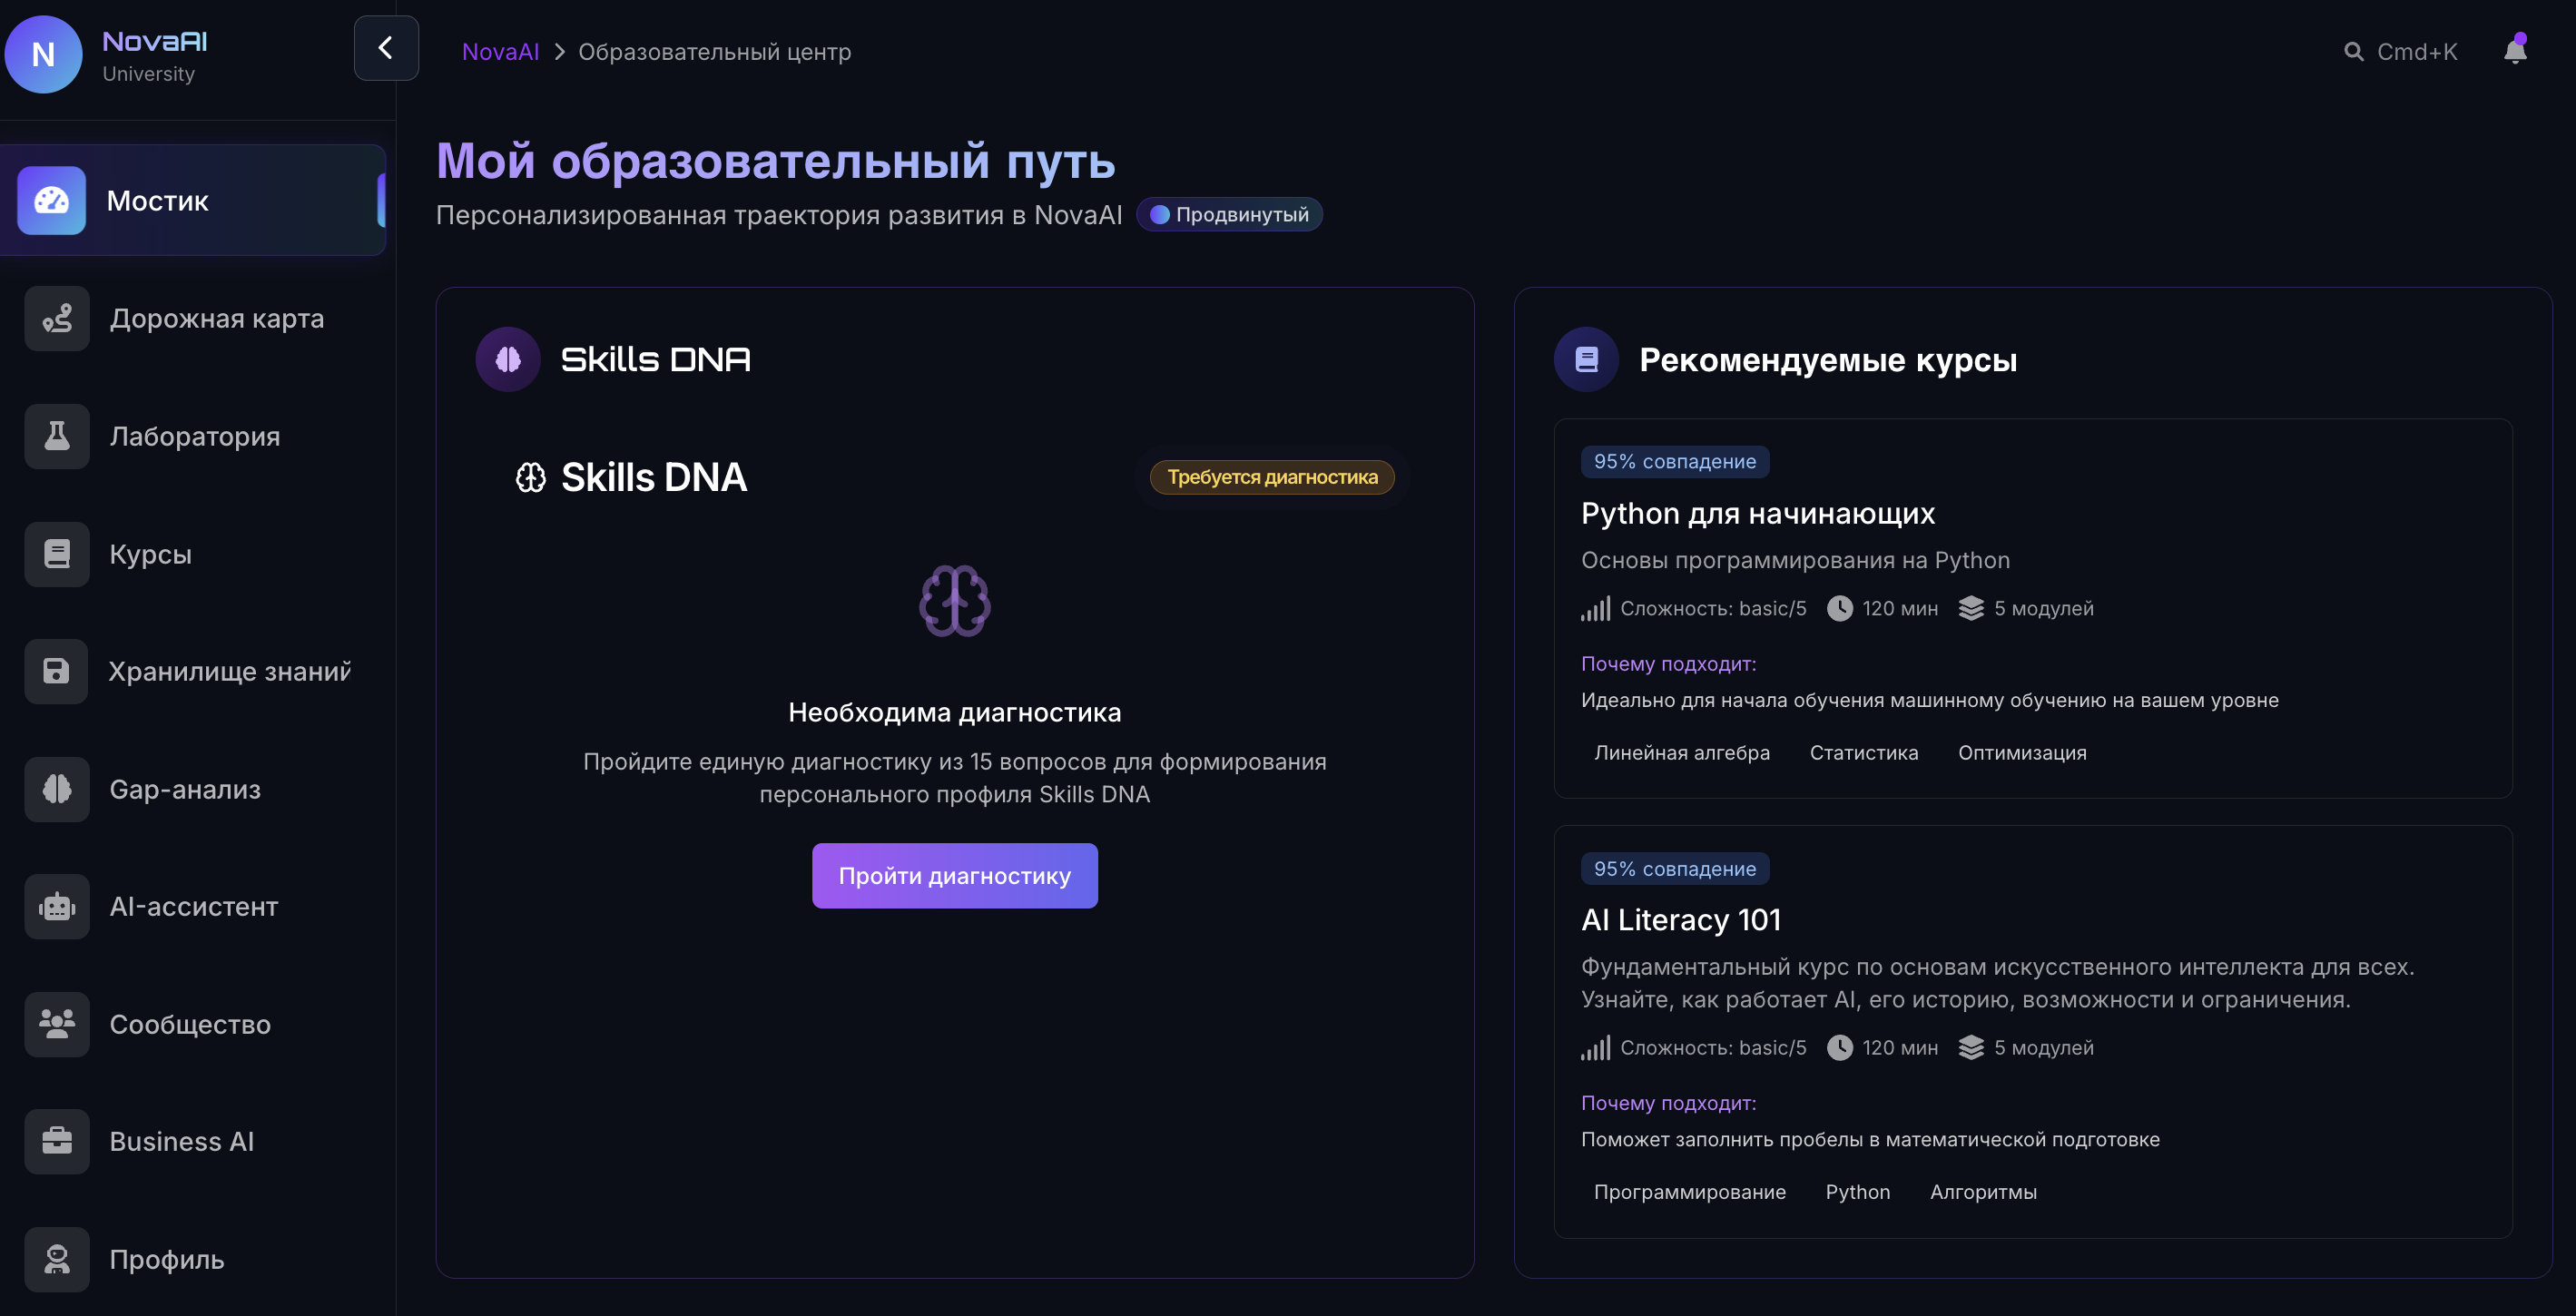 N
NovaAI
University
NovaAI > Образовательный центр
Cmd+K
Мостик
Дорожная карта
Лаборатория
Курсы
Хранилище знаний
Gap-анализ
AI-ассистент
Сообщество
Business AI
Профиль
Мой образовательный путь
Персонализированная траектория развития в NovaAI
Продвинутый
Skills DNA
Skills DNA
Требуется диагностика
Необходима диагностика
Пройдите единую диагностику из 15 вопросов для формирования
персонального профиля Skills DNA
Пройти диагностику
Рекомендуемые курсы
95% совпадение
Python для начинающих
Основы программирования на Python
Сложность: basic/5 120 мин 5 модулей
Почему подходит:
Идеально для начала обучения машинному обучению на вашем уровне
Линейная алгебра Статистика Оптимизация
95% совпадение
AI Literacy 101
Фундаментальный курс по основам искусственного интеллекта для всех.
Узнайте, как работает AI, его историю, возможности и ограничения.
Сложность: basic/5 120 мин 5 модулей
Почему подходит:
Поможет заполнить пробелы в математической подготовке
Программирование Python Алгоритмы